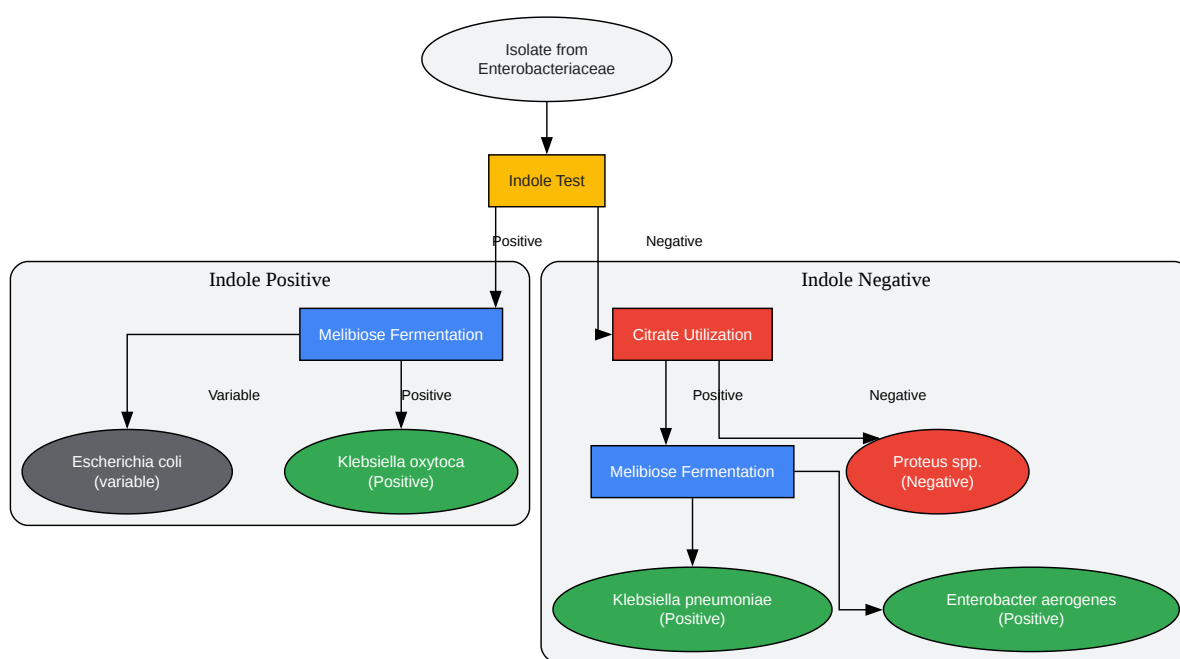 Isolate from
Enterobacteriaceae
Indole Test
Positive
Negative
Indole Positive
Indole Negative
Melibiose Fermentation
Citrate Utilization
Variable
Positive
Positive
Negative
Escherichia coli
(variable)
Klebsiella oxytoca
(Positive)
Melibiose Fermentation
Proteus spp.
(Negative)
Klebsiella pneumoniae
(Positive)
Enterobacter aerogenes
(Positive)